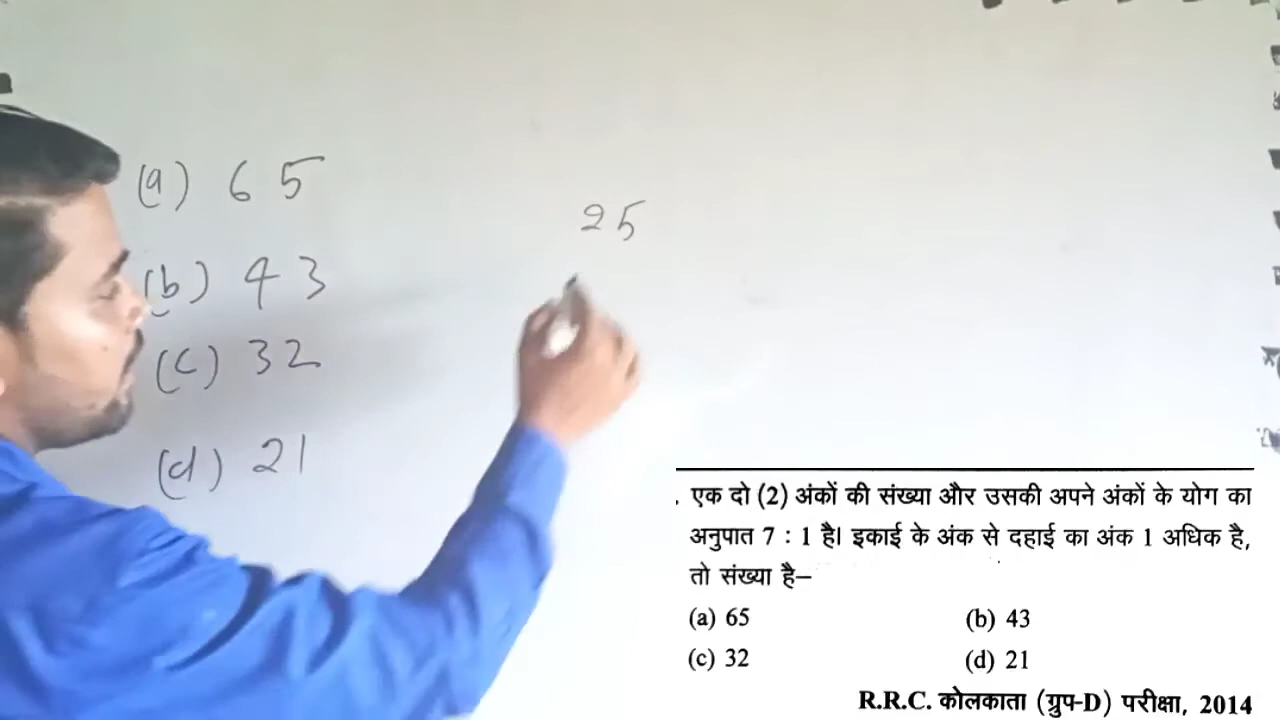 (a) 65
25
(b) 43
(c) 32
(d) 21
. एक दो (2) अंकों की संख्या और उसकी अपने अंकों के योग का
अनुपात 7 : 1 है। इकाई के अंक से दहाई का अंक 1 अधिक है,
तो संख्या है–
(a) 65 (b) 43
(c) 32 (d) 21
R.R.C. कोलकाता (ग्रुप-D) परीक्षा, 2014